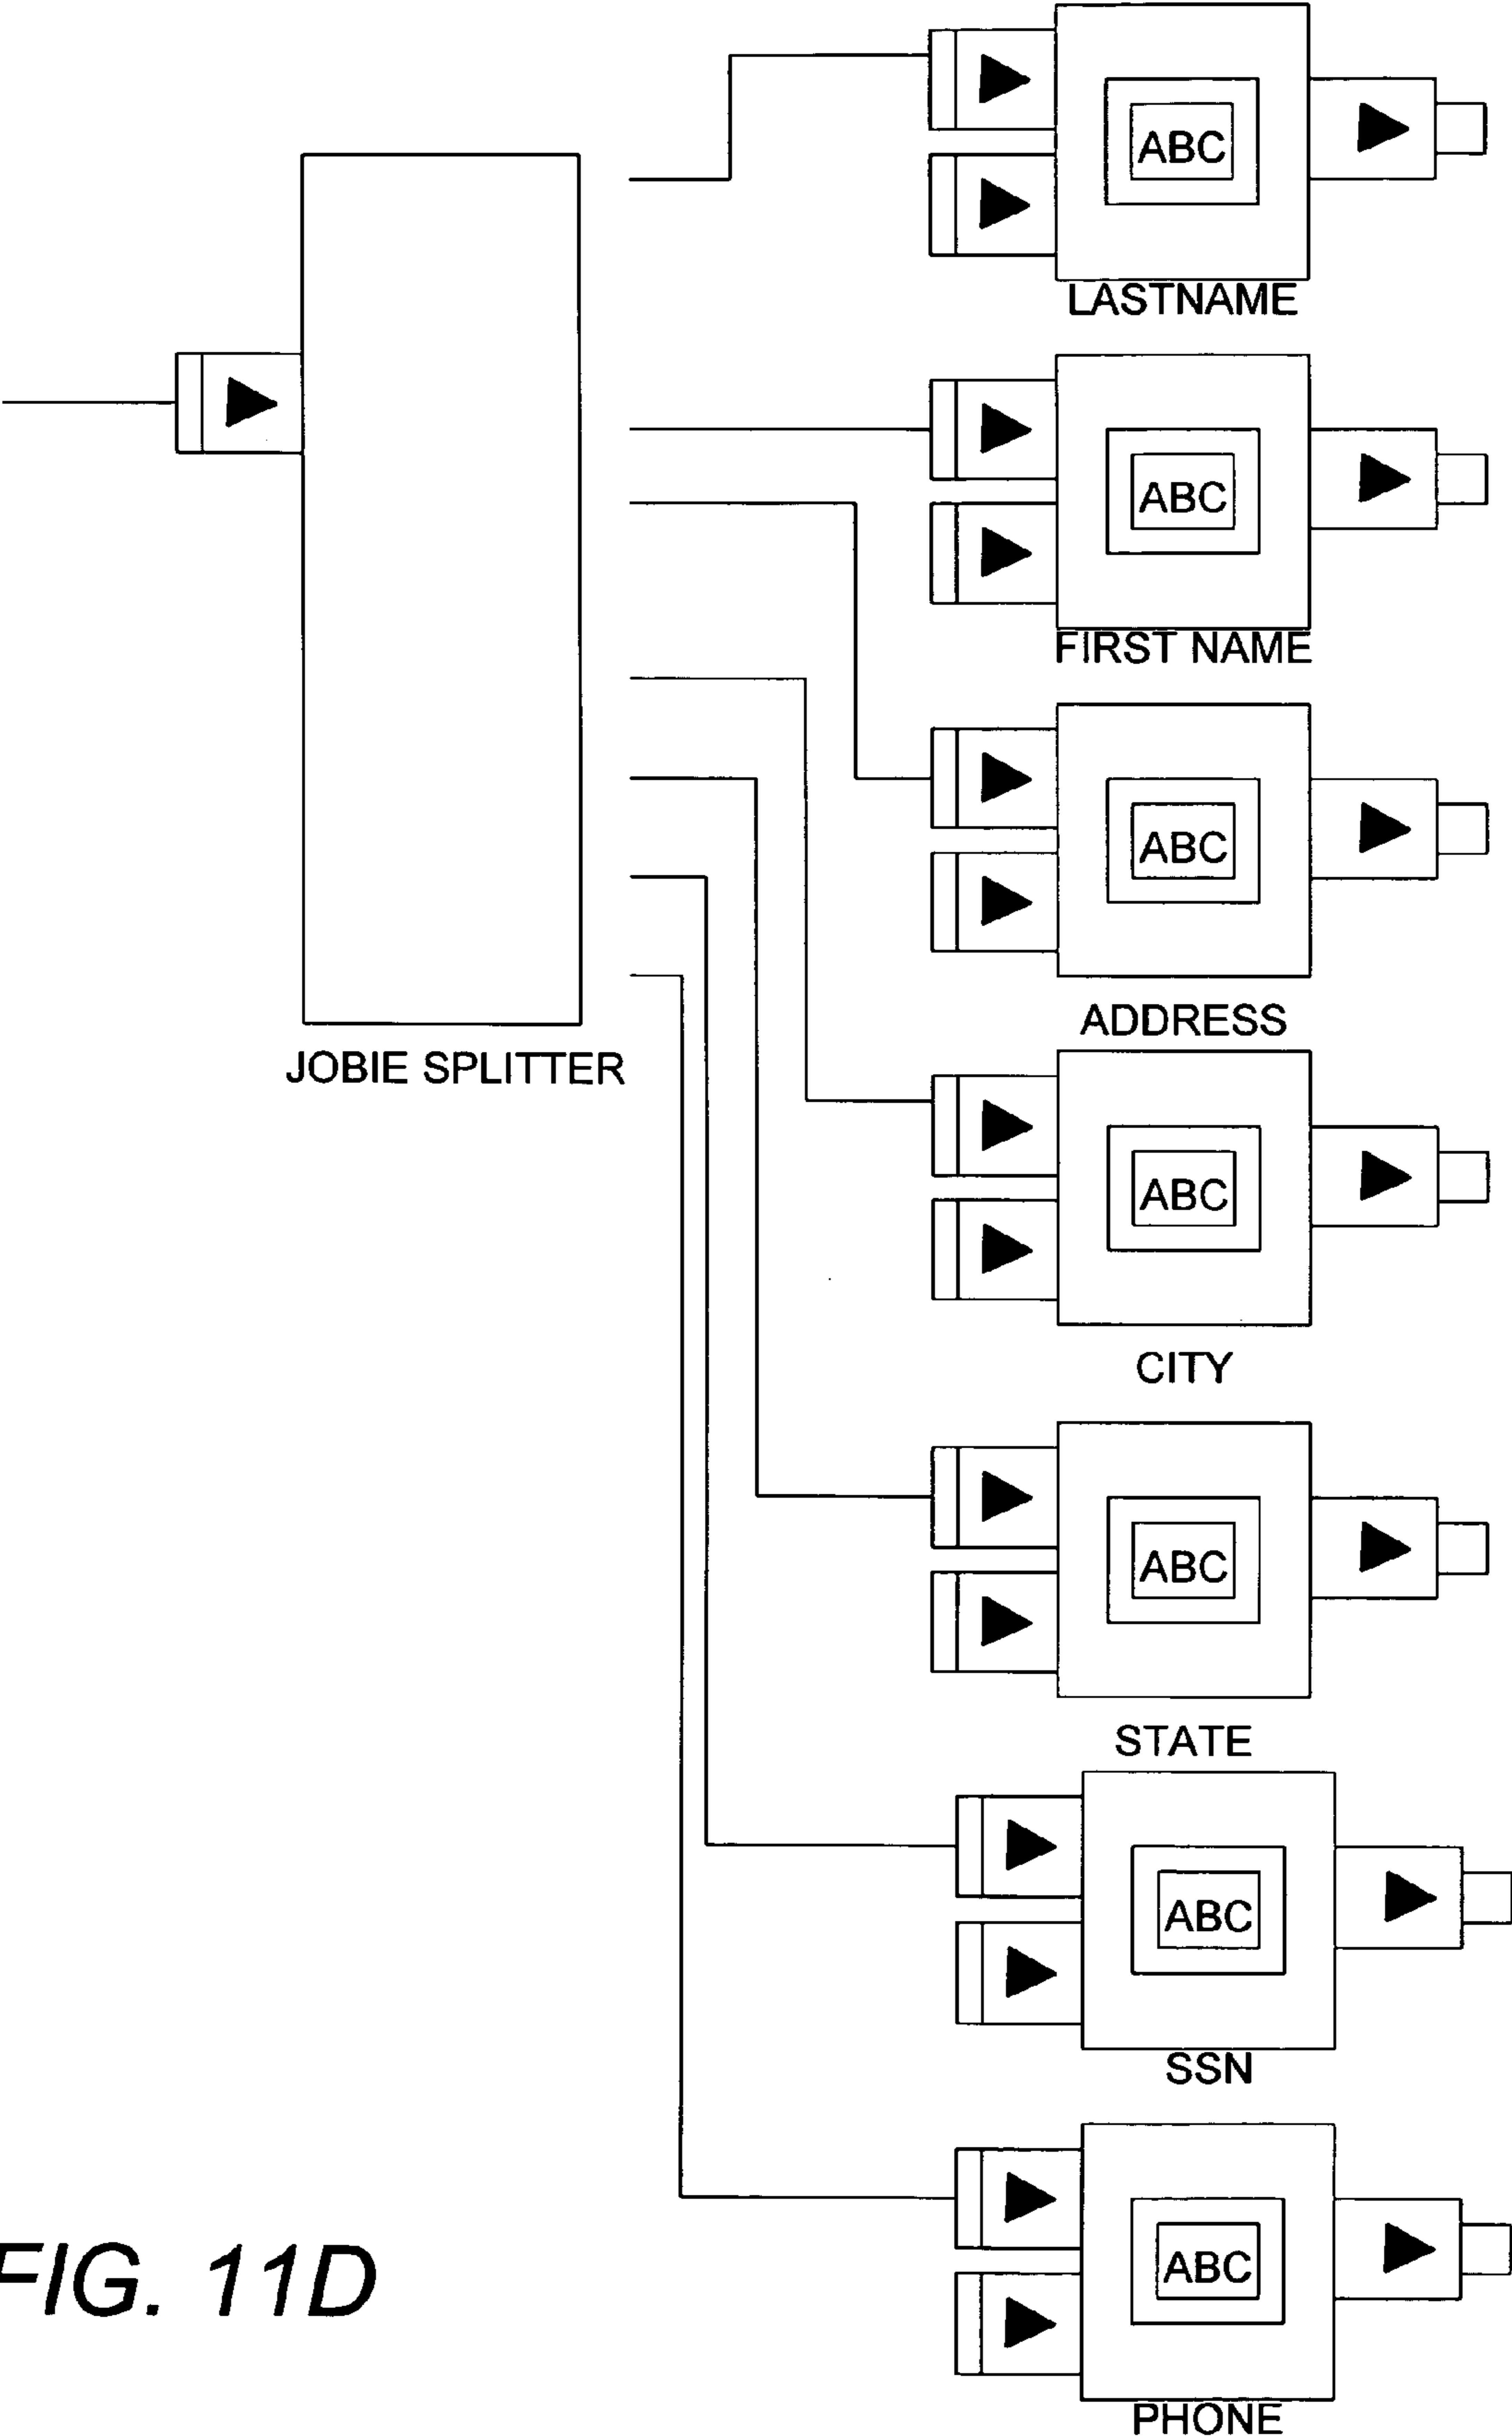 ABC
LASTNAME
ABC
FIRST NAME
ABC
ADDRESS
JOBIE SPLITTER
ABC
CITY
ABC
STATE
ABC
SSN
ABC
PHONE
FIG. 11D